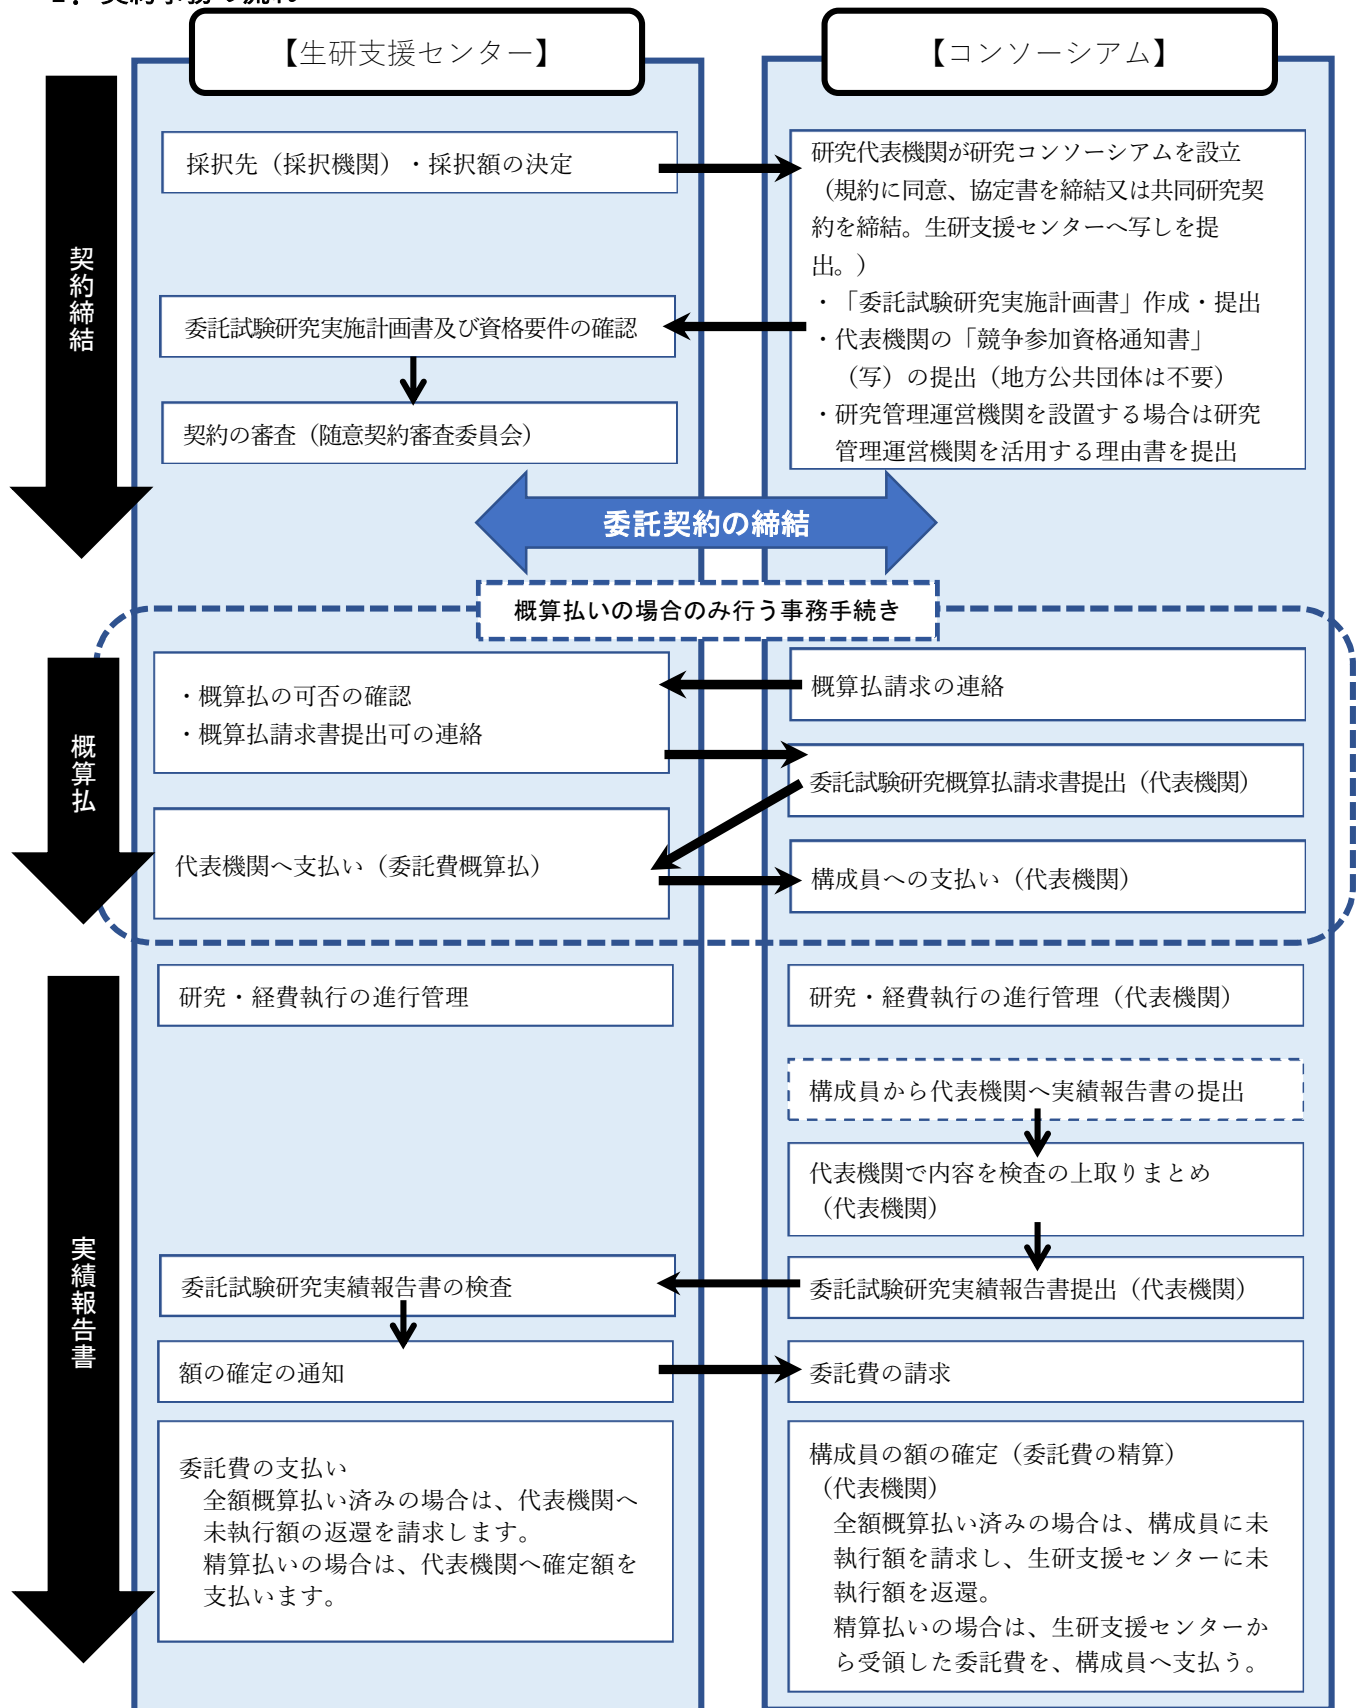 【生研支援センター】
【コンソーシアム】
契約締結
採択先（採択機関）・採択額の決定
研究代表機関が研究コンソーシアムを設立
（規約に同意、協定書を締結又は共同研究契
約を締結。生研支援センターへ写しを提
出。）
・「委託試験研究実施計画書」作成・提出
・代表機関の「競争参加資格通知書」
（写）の提出（地方公共団体は不要）
・研究管理運営機関を設置する場合は研究
管理運営機関を活用する理由書を提出
委託試験研究実施計画書及び資格要件の確認
契約の審査（随意契約審査委員会）
委託契約の締結
概算払いの場合のみ行う事務手続き
概算払
・概算払の可否の確認
・概算払請求書提出可の連絡
概算払請求の連絡
委託試験研究概算払請求書提出（代表機関）
代表機関へ支払い（委託費概算払）
構成員への支払い（代表機関）
実績報告書
研究・経費執行の進行管理
研究・経費執行の進行管理（代表機関）
構成員から代表機関へ実績報告書の提出
代表機関で内容を検査の上取りまとめ
（代表機関）
委託試験研究実績報告書の検査
委託試験研究実績報告書提出（代表機関）
額の確定の通知
委託費の請求
委託費の支払い
全額概算払い済みの場合は、代表機関へ
未執行額の返還を請求します。
精算払いの場合は、代表機関へ確定額を
支払います。
構成員の額の確定（委託費の精算）
（代表機関）
全額概算払い済みの場合は、構成員に未
執行額を請求し、生研支援センターに未
執行額を返還。
精算払いの場合は、生研支援センターか
ら受領した委託費を、構成員へ支払う。